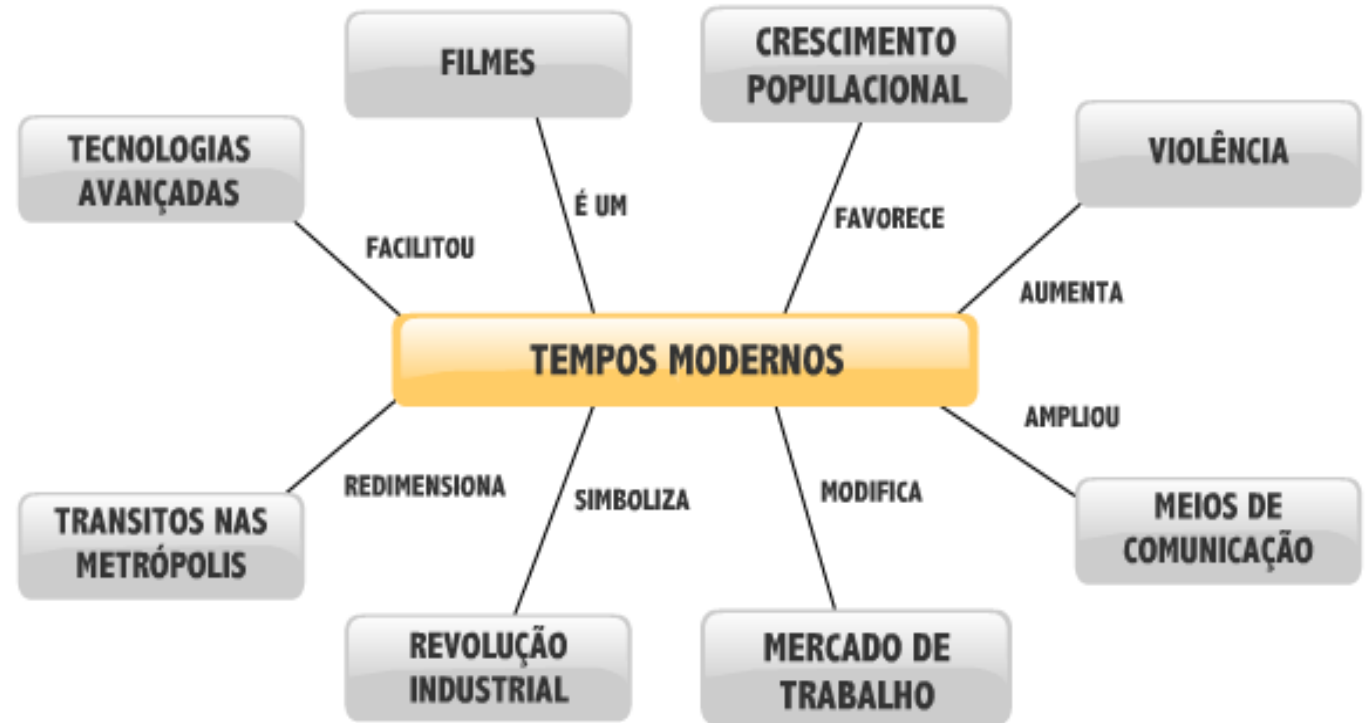 FILMES
CRESCIMENTO
POPULACIONAL
TECNOLOGIAS
AVANÇADAS
VIOLÊNCIA
É UM
FAVORECE
FACILITOU
AUMENTA
TEMPOS MODERNOS
AMPLIOU
REDIMENSIONA
SIMBOLIZA
MODIFICA
TRANSITOS NAS
METRÓPOLIS
MEIOS DE
COMUNICAÇÃO
REVOLUÇÃO
INDUSTRIAL
MERCADO DE
TRABALHO